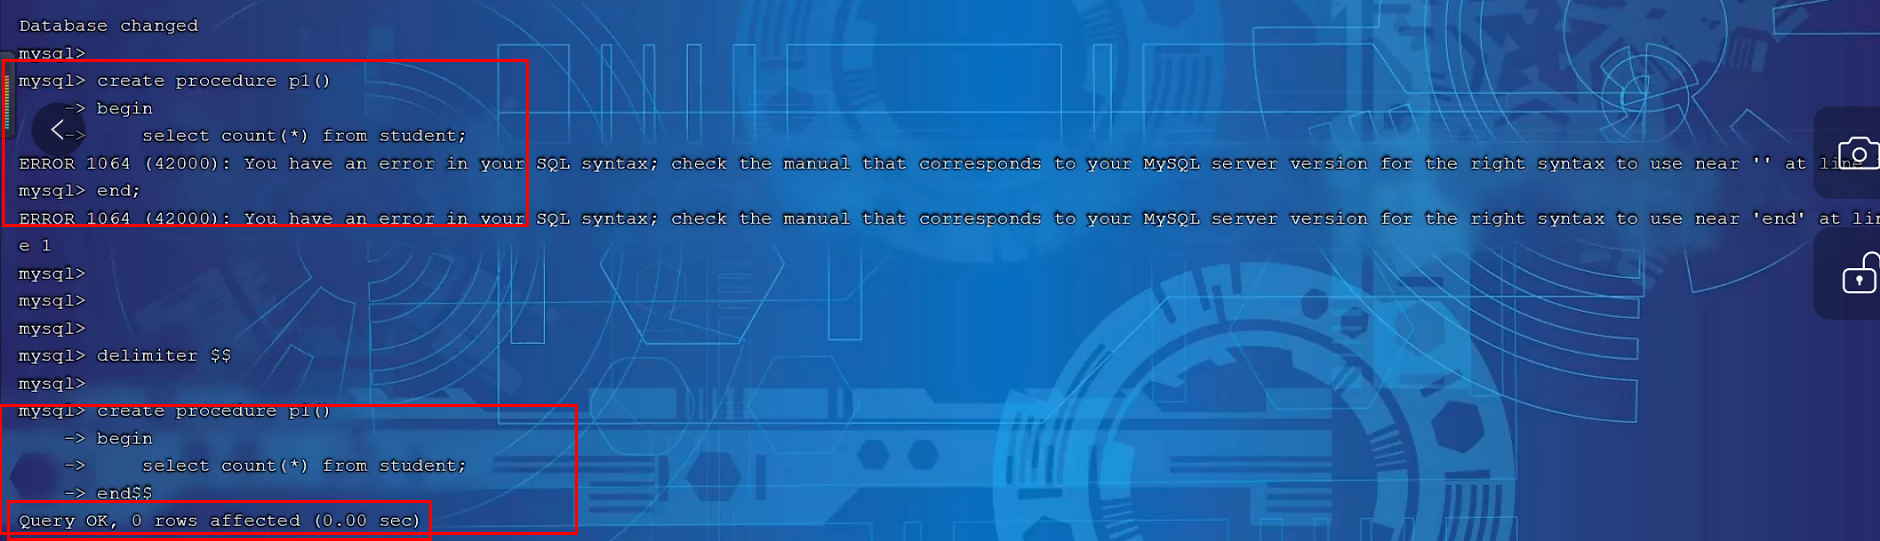 Database changed
mysql>
mysql> create procedure p1()
-> begin
-> select count(*) from student;
ERROR 1064 (42000): You have an error in your SQL syntax; check the manual that corresponds to your MySQL server version for the right syntax to use near '' at line
mysql> end;
ERROR 1064 (42000): You have an error in your SQL syntax; check the manual that corresponds to your MySQL server version for the right syntax to use near 'end' at lin
e 1
mysql>
mysql>
mysql>
mysql> delimiter $$
mysql>
mysql> create procedure p1()
-> begin
-> select count(*) from student;
-> end$$
Query OK, 0 rows affected (0.00 sec)